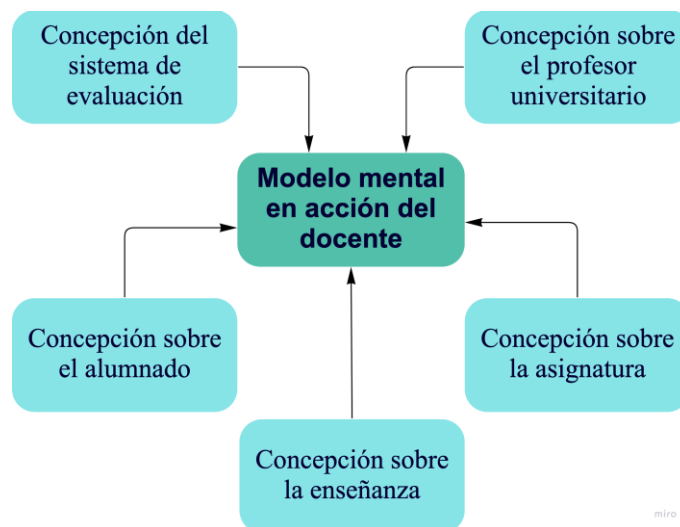 Concepción del
sistema de
evaluación
Concepción sobre
el profesor
universitario
Modelo mental
en acción del
docente
Concepción sobre
el alumnado
Concepción sobre
la asignatura
Concepción sobre
la enseñanza
miro